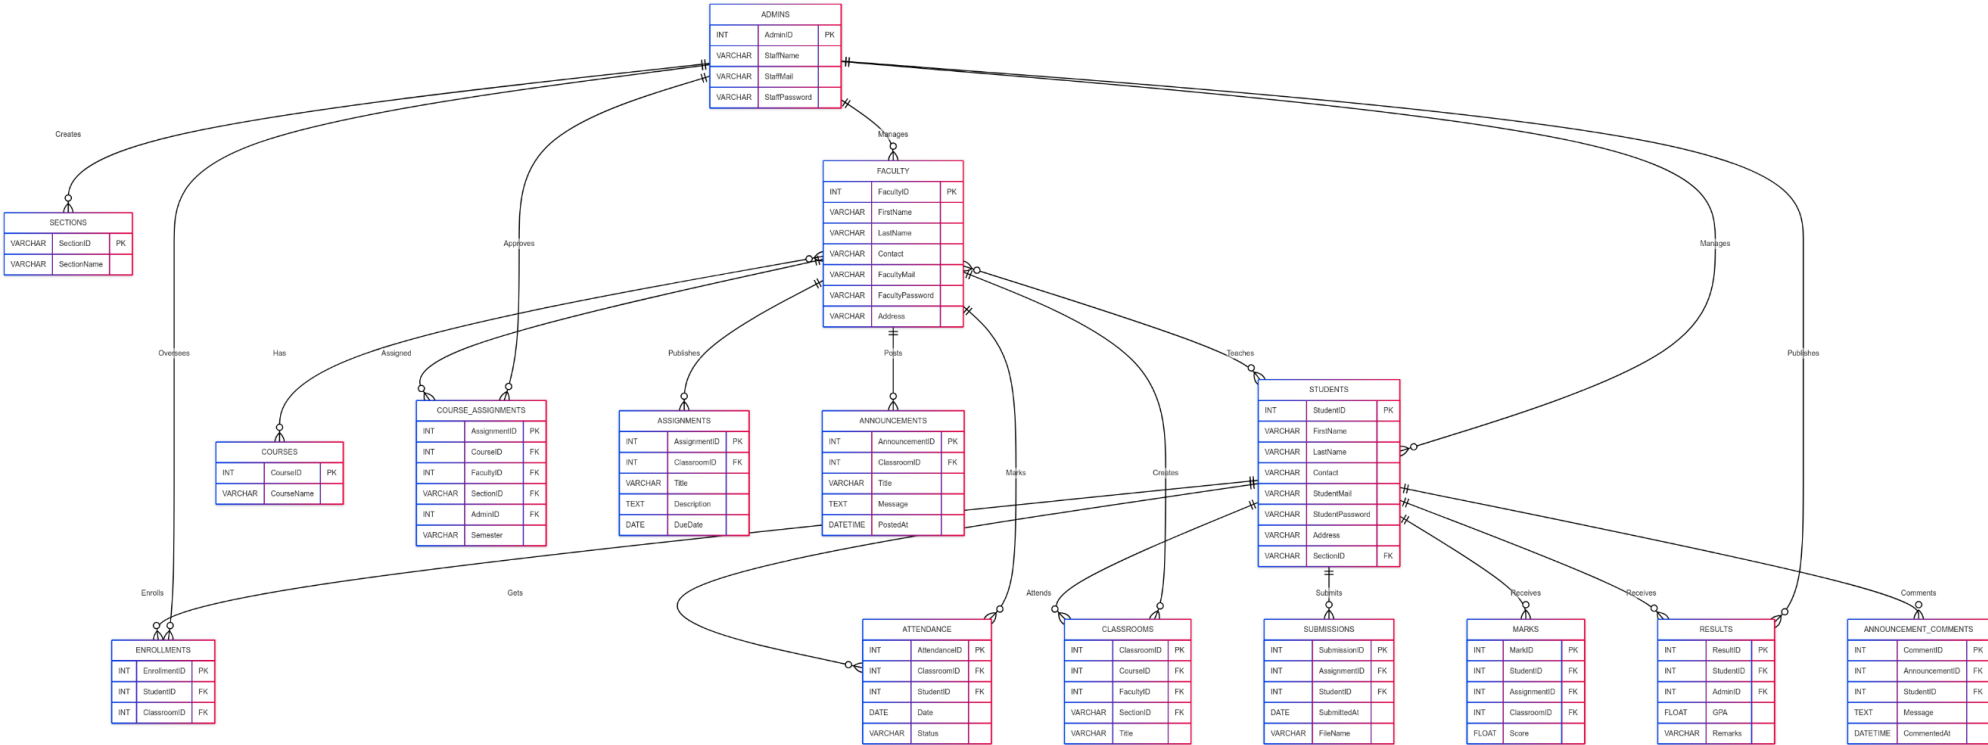 ADMINS
INT AdminID PK
VARCHAR StaffName
VARCHAR StaffMail
VARCHAR StaffPassword
Creates
Manages
FACULTY
INT FacultyID PK
VARCHAR FirstName
VARCHAR LastName
VARCHAR Contact
VARCHAR FacultyMail
VARCHAR FacultyPassword
VARCHAR Address
SECTIONS
VARCHAR SectionID PK
VARCHAR SectionName
Approves
Manages
Oversees
Has
Assigned
Publishes
Posts
Teaches
Publishes
STUDENTS
INT StudentID PK
VARCHAR FirstName
VARCHAR LastName
VARCHAR Contact
VARCHAR StudentMail
VARCHAR StudentPassword
VARCHAR Address
VARCHAR SectionID FK
COURSES
INT CourseID PK
VARCHAR CourseName
COURSE_ASSIGNMENTS
INT AssignmentID PK
INT CourseID FK
INT FacultyID FK
VARCHAR SectionID FK
INT AdminID FK
VARCHAR Semester
ASSIGNMENTS
INT AssignmentID PK
INT ClassroomID FK
VARCHAR Title
TEXT Description
DATE DueDate
ANNOUNCEMENTS
INT AnnouncementID PK
INT ClassroomID FK
VARCHAR Title
TEXT Message
DATETIME PostedAt
Marks
Creates
Enrolls
Gets
Attends
Submits
Receives
Receives
Comments
ENROLLMENTS
INT EnrollmentID PK
INT StudentID FK
INT ClassroomID FK
ATTENDANCE
INT AttendanceID PK
INT ClassroomID FK
INT StudentID FK
DATE Date
VARCHAR Status
CLASSROOMS
INT ClassroomID PK
INT CourseID FK
INT FacultyID FK
VARCHAR SectionID FK
VARCHAR Title
SUBMISSIONS
INT SubmissionID PK
INT AssignmentID FK
INT StudentID FK
DATE SubmittedAt
VARCHAR FileName
MARKS
INT MarkID PK
INT StudentID FK
INT AssignmentID FK
INT ClassroomID FK
FLOAT Score
RESULTS
INT ResultID PK
INT StudentID FK
INT AdminID FK
FLOAT GPA
VARCHAR Remarks
ANNOUNCEMENT_COMMENTS
INT CommentID PK
INT AnnouncementID FK
INT StudentID FK
TEXT Message
DATETIME CommentedAt